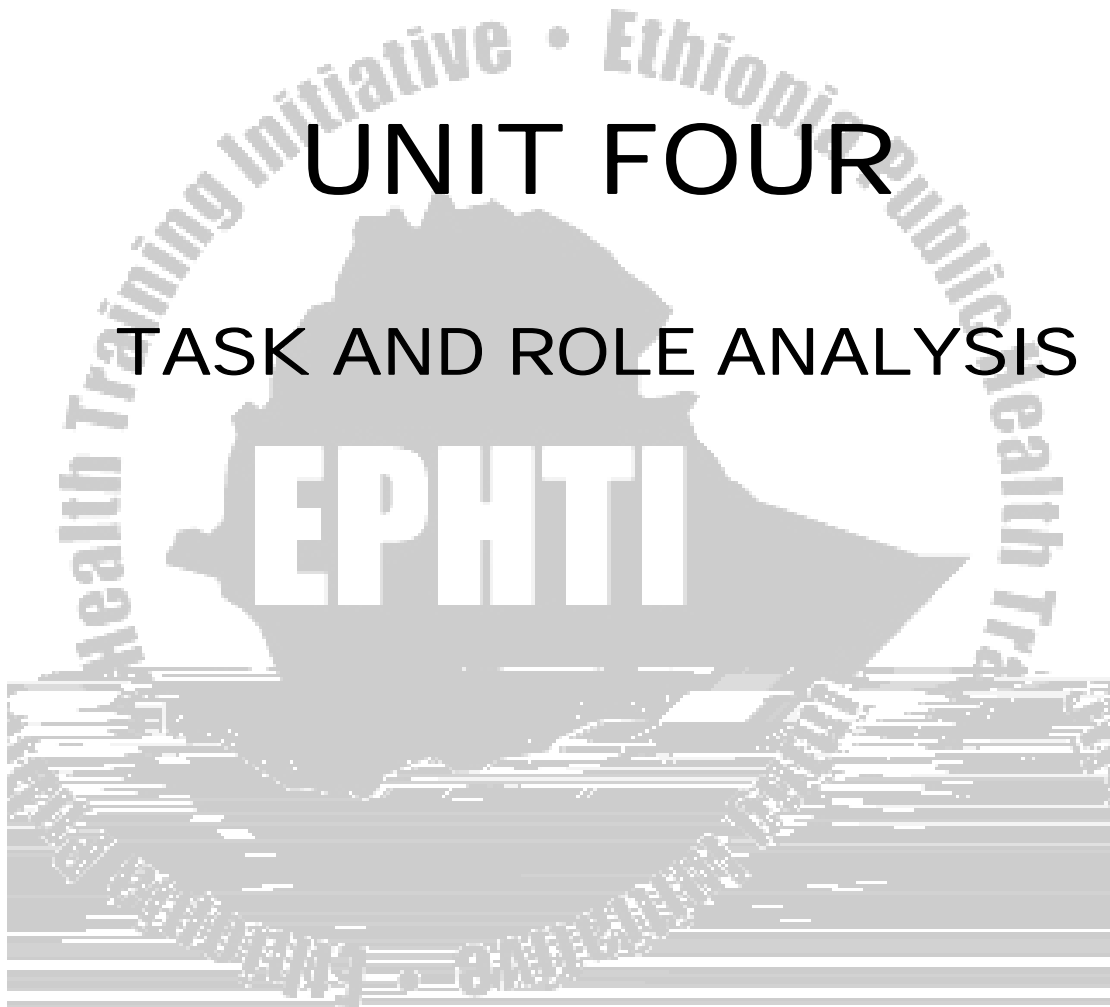 UNIT FOUR
TASK AND ROLE ANALYSIS
EPHTI
Health Training Initiative • Ethiopia Public Health Tra